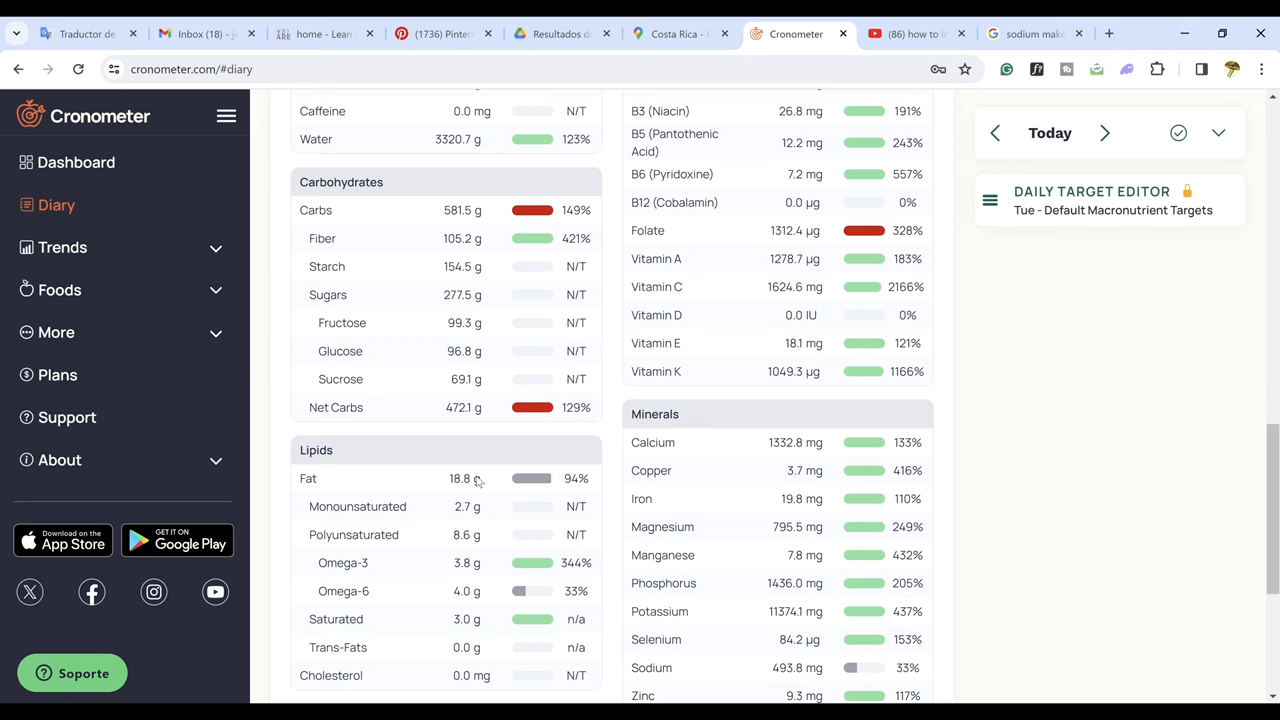 Traductor de
Inbox (18) - j
home - Lean
(1736) Pinter
Resultados de
Costa Rica - G
Cronometer
(86) how to in
sodium make
cronometer.com/#diary
Cronometer
Dashboard
Diary
Trends
Foods
More
Plans
Support
About
Download on the
App Store
GET IT ON
Google Play
Soporte
Caffeine 0.0 mg N/T
Water 3320.7 g 123%
Carbohydrates
Carbs 581.5 g 149%
Fiber 105.2 g 421%
Starch 154.5 g N/T
Sugars 277.5 g N/T
Fructose 99.3 g N/T
Glucose 96.8 g N/T
Sucrose 69.1 g N/T
Net Carbs 472.1 g 129%
Lipids
Fat 18.8 g 94%
Monounsaturated 2.7 g N/T
Polyunsaturated 8.6 g N/T
Omega-3 3.8 g 344%
Omega-6 4.0 g 33%
Saturated 3.0 g n/a
Trans-Fats 0.0 g n/a
Cholesterol 0.0 mg N/T
B3 (Niacin) 26.8 mg 191%
B5 (Pantothenic
Acid) 12.2 mg 243%
B6 (Pyridoxine) 7.2 mg 557%
B12 (Cobalamin) 0.0 µg 0%
Folate 1312.4 µg 328%
Vitamin A 1278.7 µg 183%
Vitamin C 1624.6 mg 2166%
Vitamin D 0.0 IU 0%
Vitamin E 18.1 mg 121%
Vitamin K 1049.3 µg 1166%
Minerals
Calcium 1332.8 mg 133%
Copper 3.7 mg 416%
Iron 19.8 mg 110%
Magnesium 795.5 mg 249%
Manganese 7.8 mg 432%
Phosphorus 1436.0 mg 205%
Potassium 11374.1 mg 437%
Selenium 84.2 µg 153%
Sodium 493.8 mg 33%
Zinc 9.3 mg 117%
Today
DAILY TARGET EDITOR
Tue - Default Macronutrient Targets